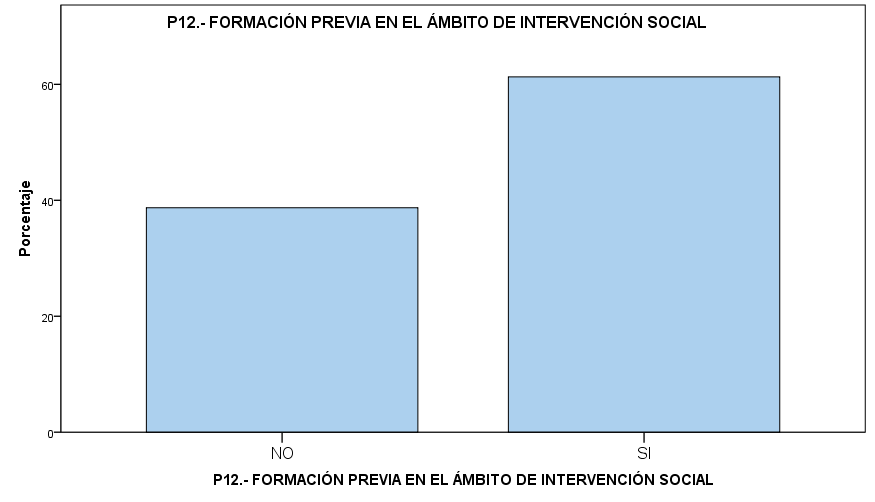 P12.- FORMACIÓN PREVIA EN EL ÁMBITO DE INTERVENCIÓN SOCIAL
60
40
20
0
Porcentaje
NO
SI
P12.- FORMACIÓN PREVIA EN EL ÁMBITO DE INTERVENCIÓN SOCIAL